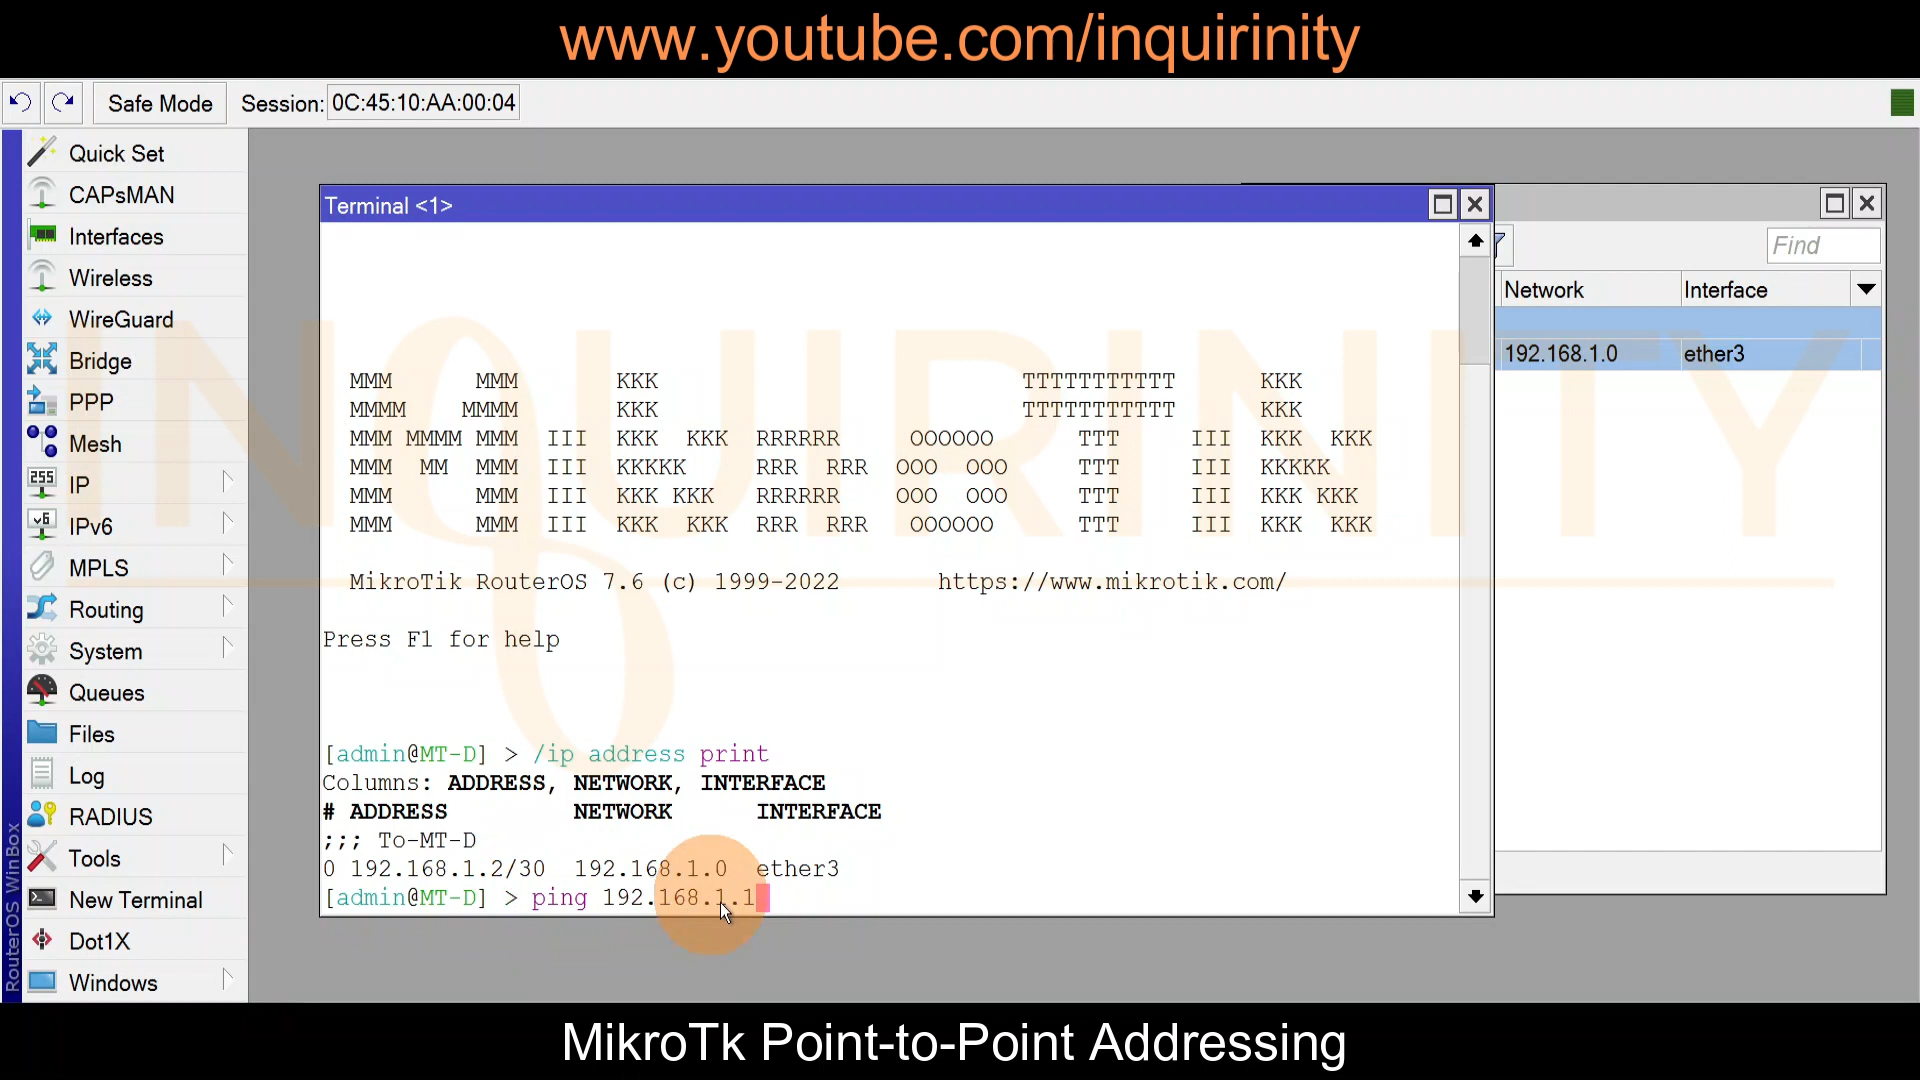 www.youtube.com/inquirinity
Safe Mode
Session: 0C:45:10:AA:00:04
Quick Set
CAPsMAN
Interfaces
Wireless
WireGuard
Bridge
PPP
Mesh
IP
IPv6
MPLS
Routing
System
Queues
Files
Log
RADIUS
Tools
New Terminal
Dot1X
Windows
255
v6
RouterOS WinBox
Terminal <1>
MMM      MMM       KKK                          TTTTTTTTTTT      KKK
MMMM    MMMM       KKK                          TTTTTTTTTTT      KKK
MMM MMMM MMM  III  KKK  KKK  RRRRRR     OOOOOO      TTT     III  KKK  KKK
MMM  MM  MMM  III  KKKKK     RRR  RRR  OOO  OOO     TTT     III  KKKKK
MMM      MMM  III  KKK KKK   RRRRRR    OOO  OOO     TTT     III  KKK KKK
MMM      MMM  III  KKK  KKK  RRR  RRR   OOOOOO      TTT     III  KKK  KKK
MikroTik RouterOS 7.6 (c) 1999-2022       https://www.mikrotik.com/
Press F1 for help
[admin@MT-D] > /ip address print
Columns: ADDRESS, NETWORK, INTERFACE
# ADDRESS         NETWORK      INTERFACE
;;; To-MT-D
0 192.168.1.2/30  192.168.1.0  ether3
[admin@MT-D] > ping 192.168.1.1
Find
Network Interface
192.168.1.0 ether3
INQUIRINITY
MikroTk Point-to-Point Addressing